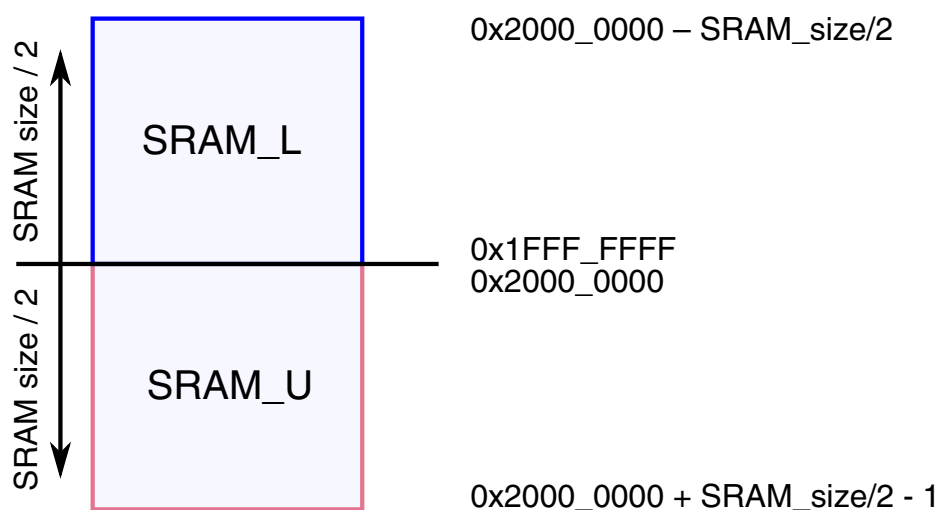 0x2000_0000 – SRAM_size/2
SRAM size / 2
SRAM_L
0x1FFF_FFFF
0x2000_0000
SRAM size / 2
SRAM_U
0x2000_0000 + SRAM_size/2 - 1